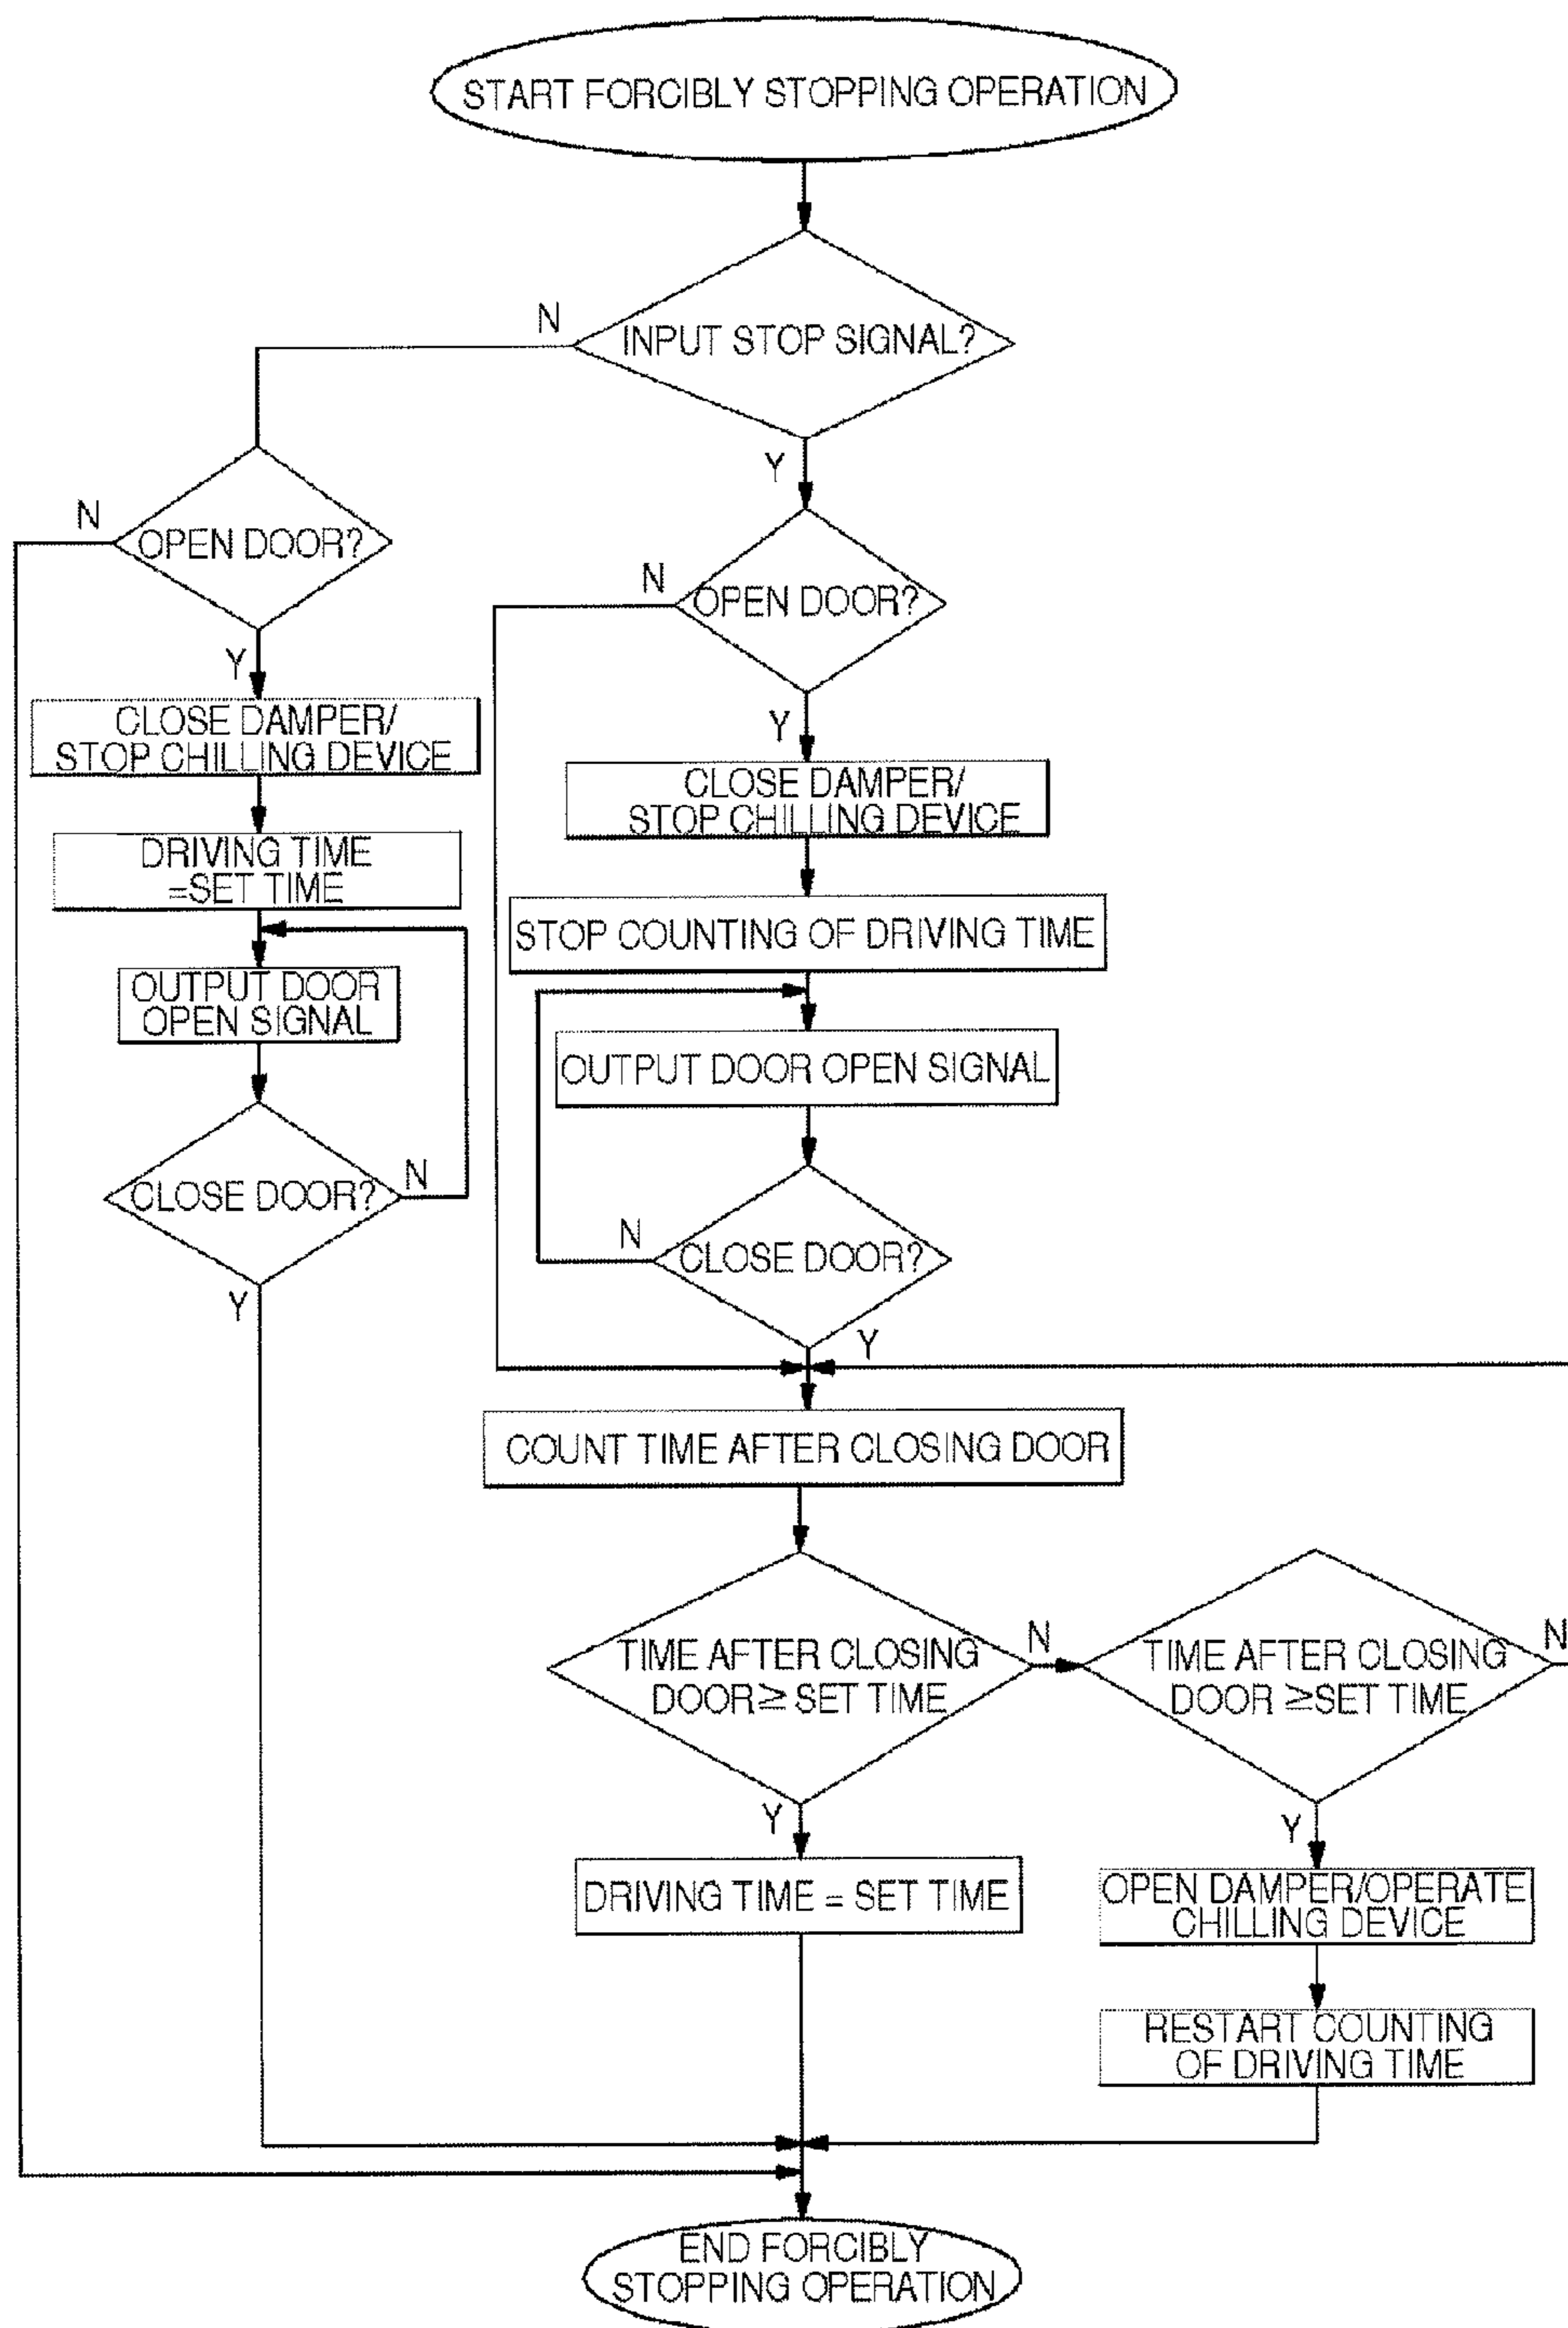 START FORCIBLY STOPPING OPERATION
INPUT STOP SIGNAL?
N
Y
OPEN DOOR?
N
Y
CLOSE DAMPER/
STOP CHILLING DEVICE
DRIVING TIME
=SET TIME
OUTPUT DOOR
OPEN SIGNAL
CLOSE DOOR?
N
Y
OPEN DOOR?
N
Y
CLOSE DAMPER/
STOP CHILLING DEVICE
STOP COUNTING OF DRIVING TIME
OUTPUT DOOR OPEN SIGNAL
CLOSE DOOR?
N
Y
COUNT TIME AFTER CLOSING DOOR
TIME AFTER CLOSING
DOOR≥ SET TIME
N
Y
TIME AFTER CLOSING
DOOR ≥SET TIME
N
Y
DRIVING TIME = SET TIME
OPEN DAMPER/OPERATE
CHILLING DEVICE
RESTART COUNTING
OF DRIVING TIME
END FORCIBLY
STOPPING OPERATION